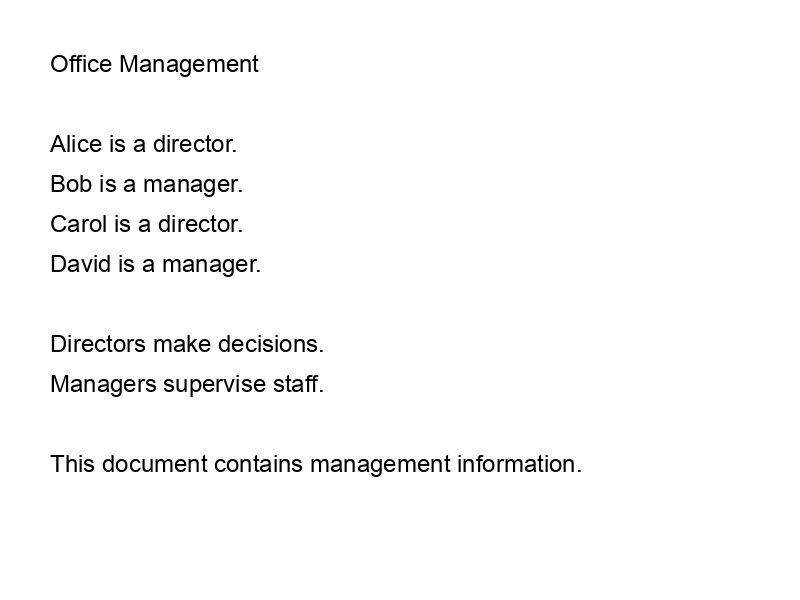 Office Management
Alice is a director.
Bob is a manager.
Carol is a director.
David is a manager.
Directors make decisions.
Managers supervise staff.
This document contains management information.